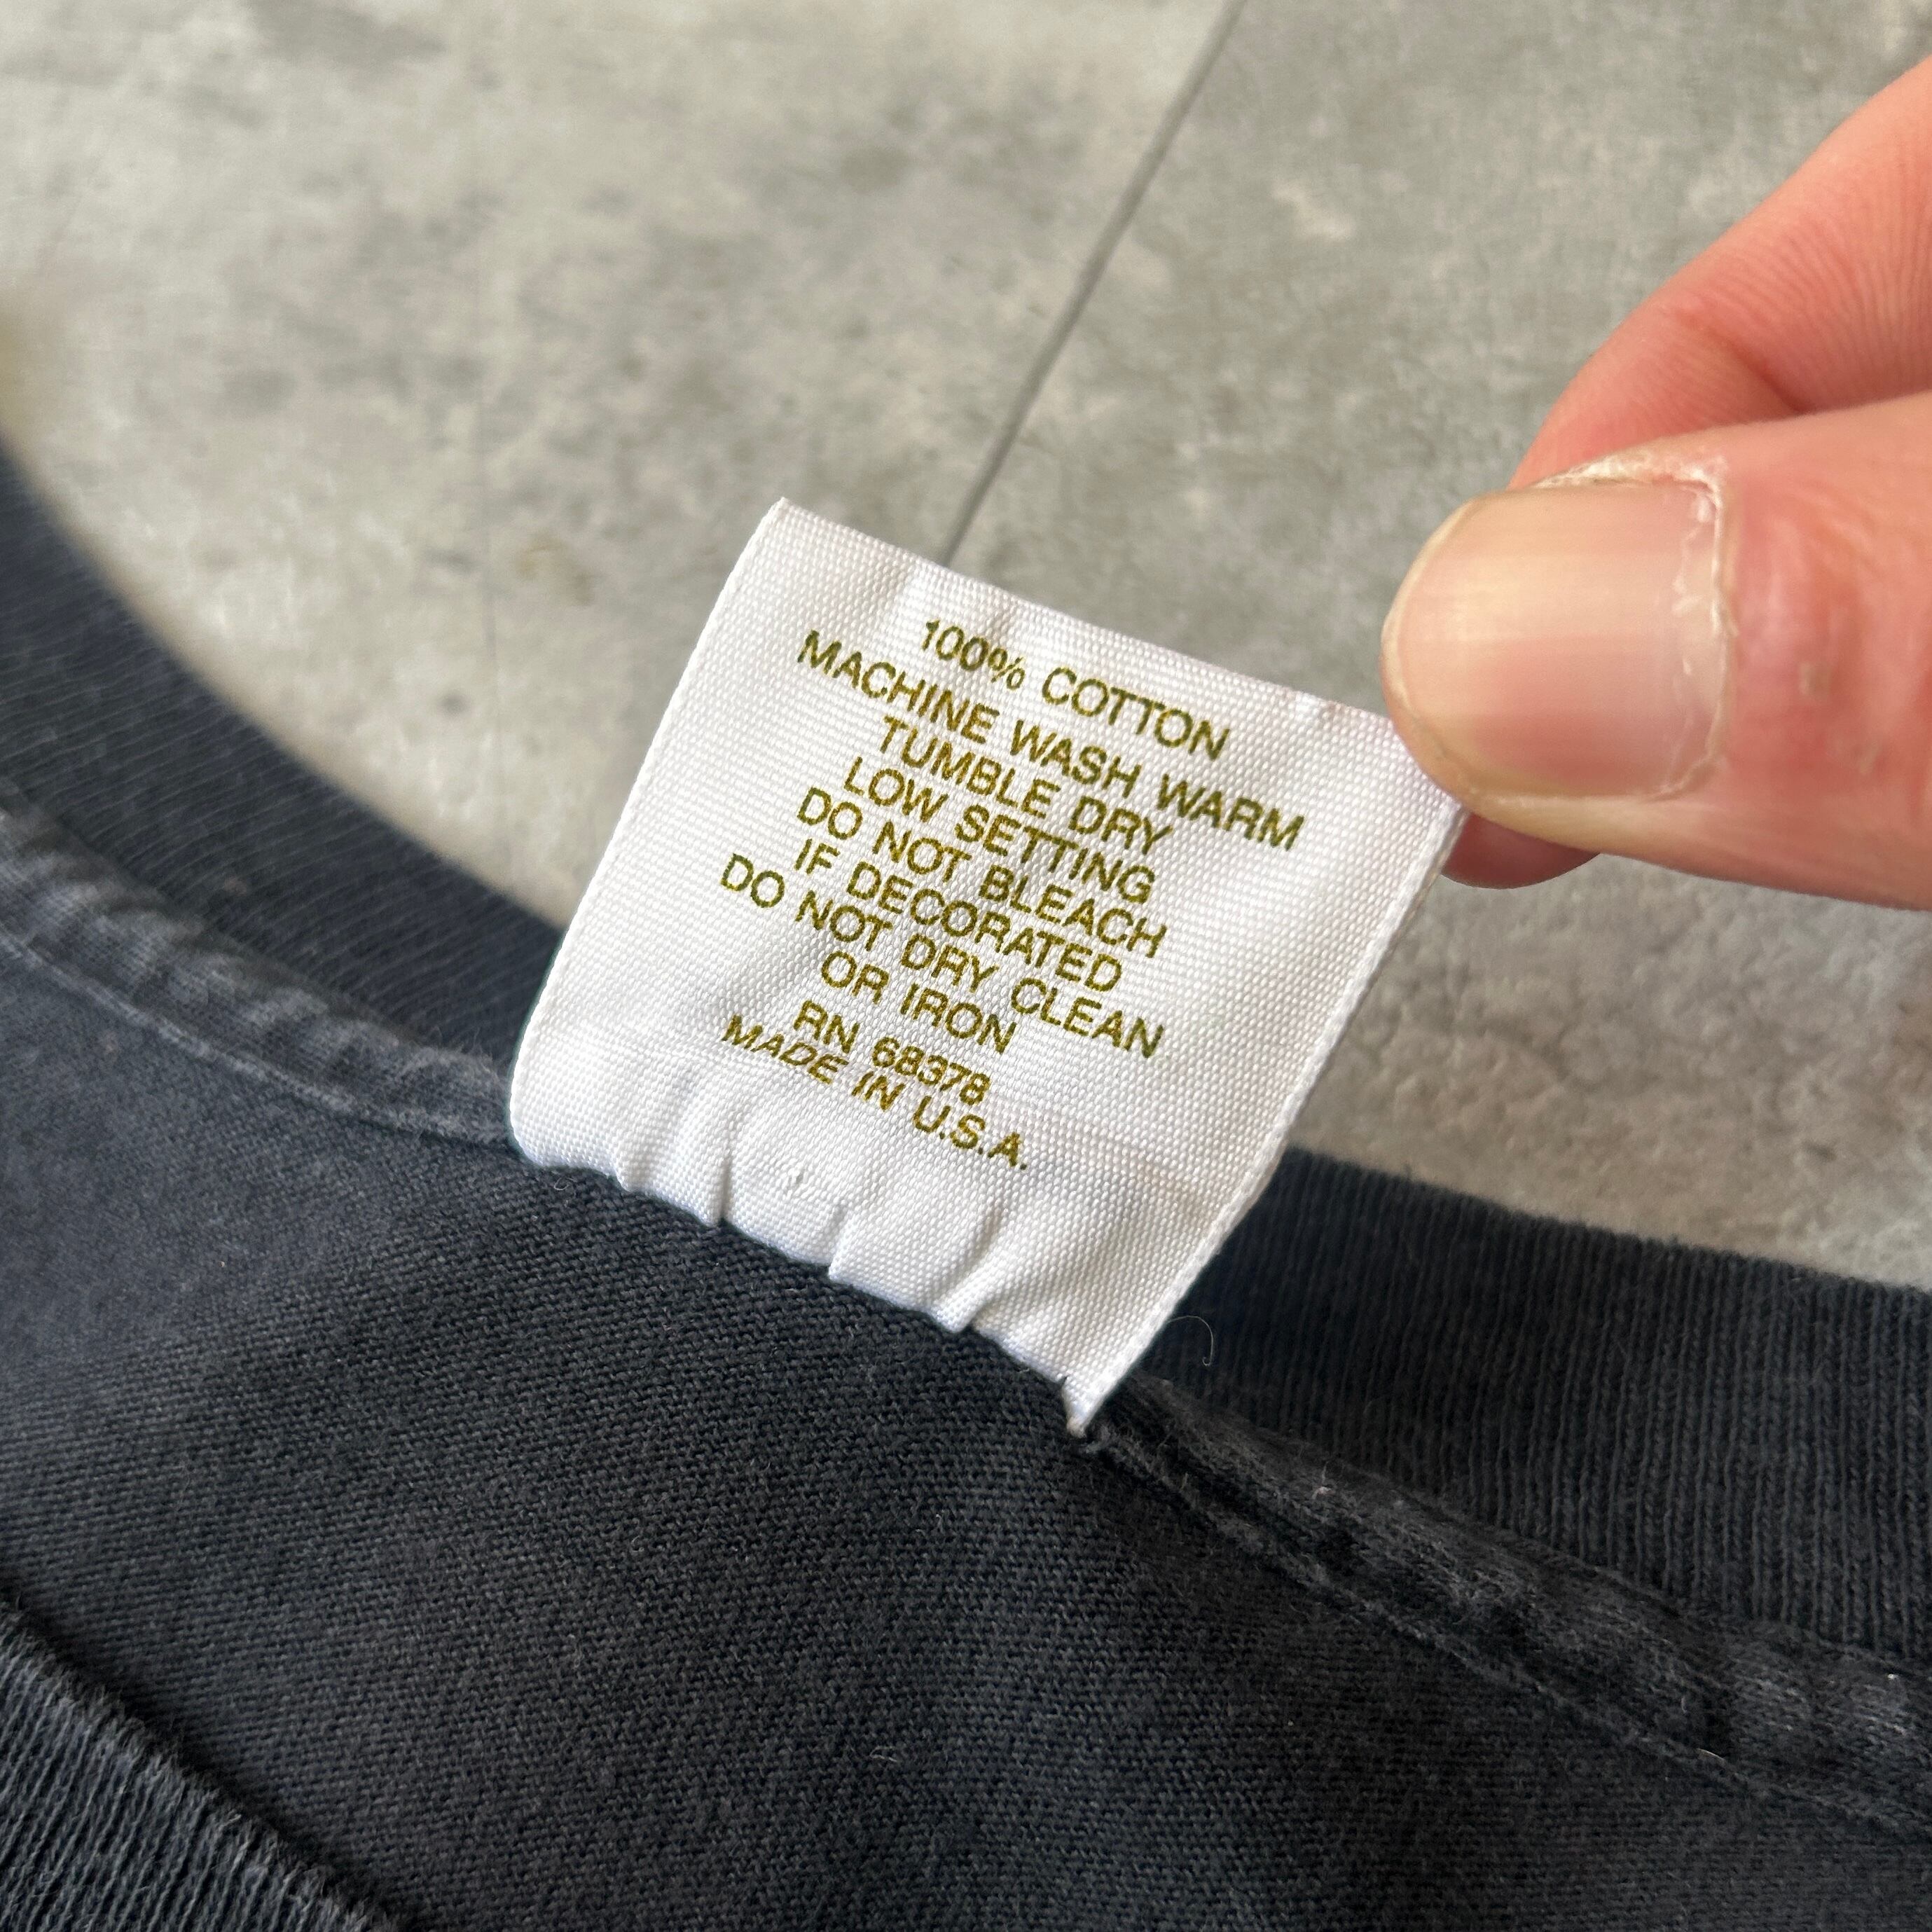 100% COTTON
MACHINE WASH WARM
TUMBLE DRY
LOW SETTING
DO NOT BLEACH
IF DECORATED
DO NOT DRY CLEAN
OR IRON
RN 68378
MADE IN U.S.A.